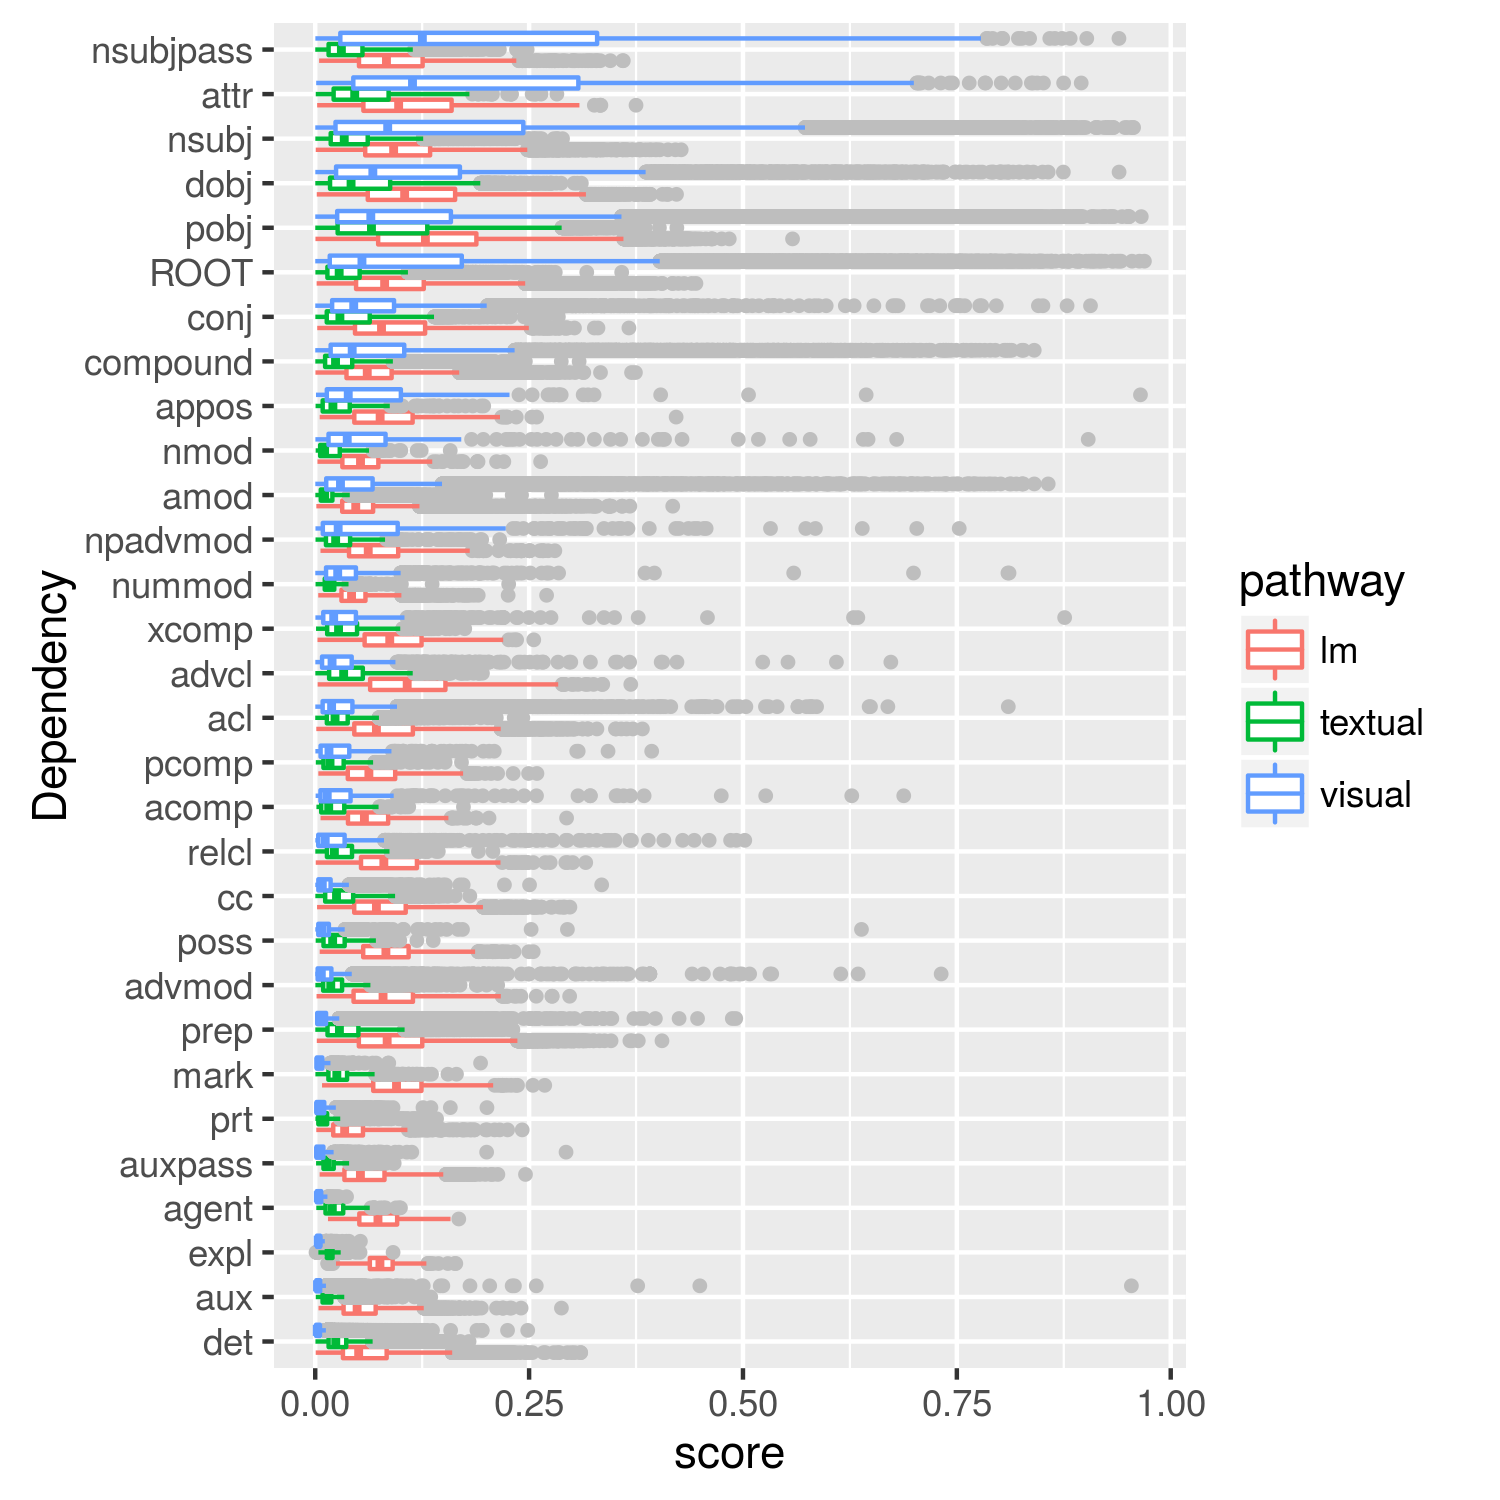 nsubjpass
attr
nsubj
dobj
pobj
ROOT
conj
compound
appos
nmod
amod
npadvmod
nummod
xcomp
advcl
acl
pcomp
acomp
relcl
cc
poss
advmod
prep
mark
prt
auxpass
agent
expl
aux
det
Dependency
0.00 0.25 0.50 0.75 1.00
score
pathway
lm
textual
visual